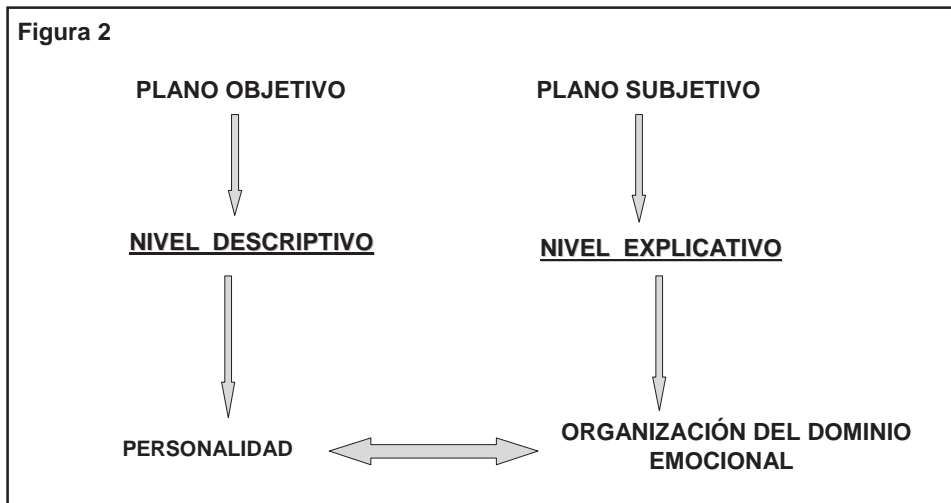 Figura 2
PLANO OBJETIVO
PLANO SUBJETIVO
NIVEL DESCRIPTIVO
NIVEL EXPLICATIVO
PERSONALIDAD
ORGANIZACIÓN DEL DOMINIO
EMOCIONAL